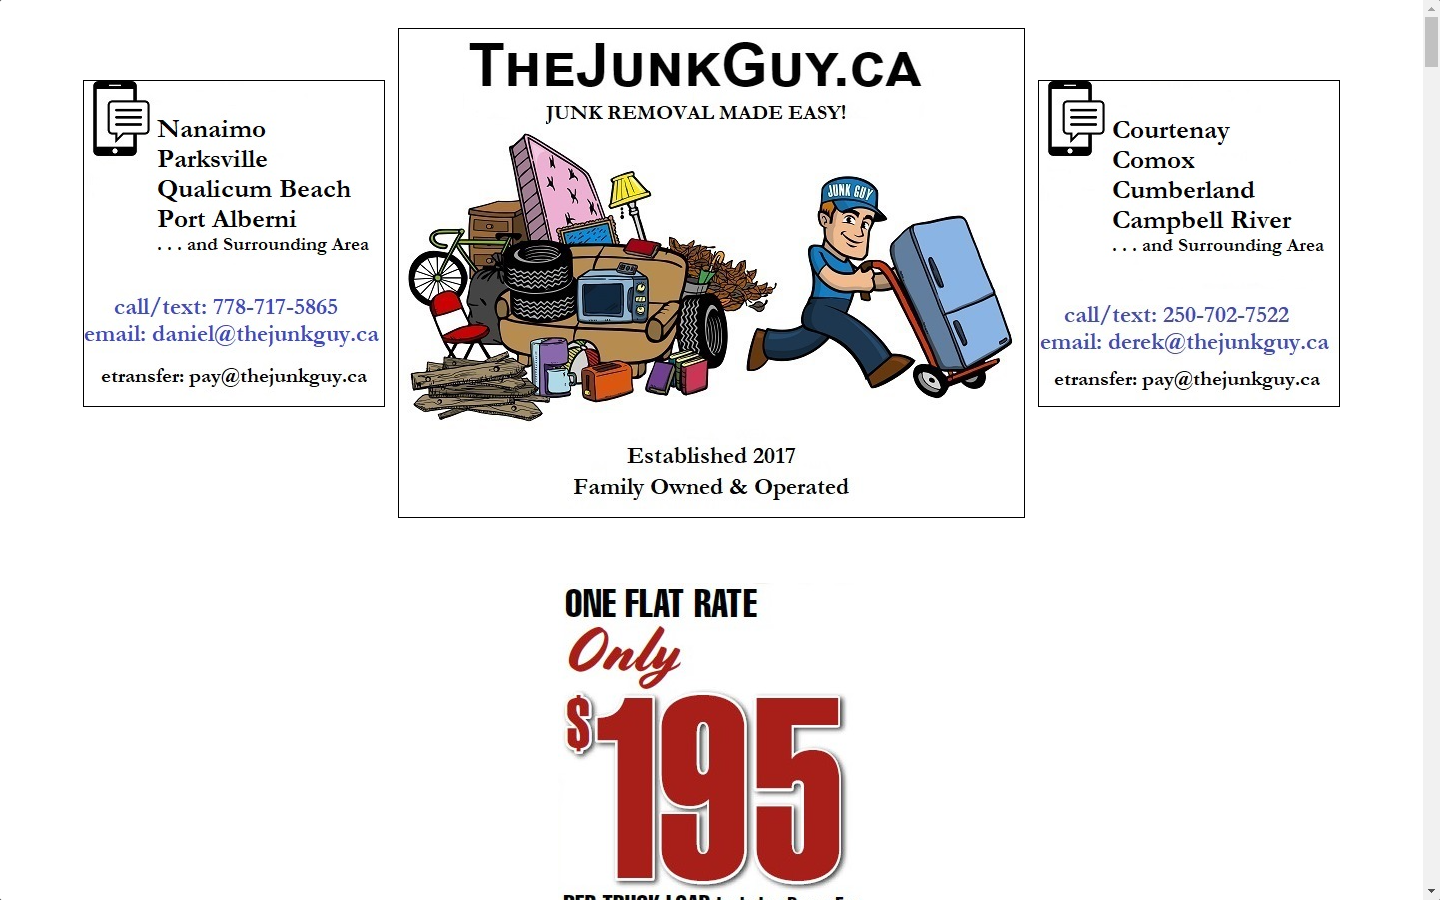 Nanaimo
Parksville
Qualicum Beach
Port Alberni
. . . and Surrounding Area
call/text: 778-717-5865
email: daniel@thejunkguy.ca
etransfer: pay@thejunkguy.ca
TheJunkGuy.ca
JUNK REMOVAL MADE EASY!
JUNK GUY
Established 2017
Family Owned & Operated
Courtenay
Comox
Cumberland
Campbell River
. . . and Surrounding Area
call/text: 250-702-7522
email: derek@thejunkguy.ca
etransfer: pay@thejunkguy.ca
ONE FLAT RATE
Only
$195
PER TRUCK LOAD